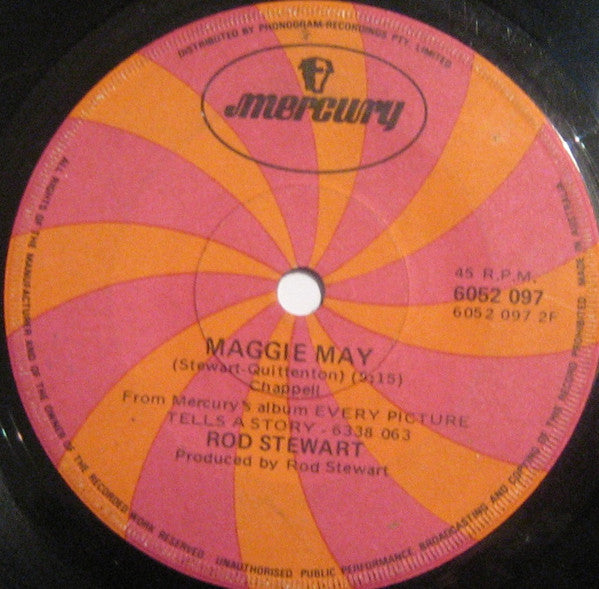 DISTRIBUTED BY PHONOGRAM RECORDINGS PTY. LIMITED
mercury
45 R.P.M.
6052 097
6052 097 2F
MAGGIE MAY
(Stewart-Quittenton) (5:15)
Chappell
From Mercury's album EVERY PICTURE
TELLS A STORY - 6338 063
ROD STEWART
Produced by Rod Stewart
ALL RIGHTS OF THE MANUFACTURER AND OF THE OWNER OF THE RECORDED WORK RESERVED UNAUTHORISED PUBLIC PERFORMANCE BROADCASTING AND COPYING OF THIS RECORD PROHIBITED MADE IN AUSTRALIA